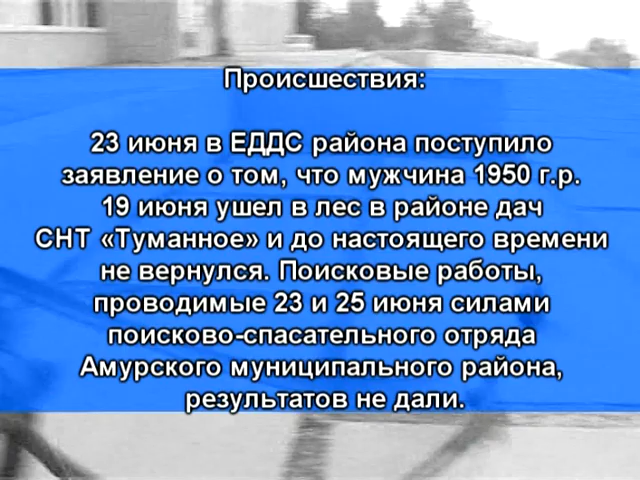 Происшествия:
23 июня в ЕДДС района поступило
заявление о том, что мужчина 1950 г.р.
19 июня ушел в лес в районе дач
СНТ «Туманное» и до настоящего времени
не вернулся. Поисковые работы,
проводимые 23 и 25 июня силами
поисково-спасательного отряда
Амурского муниципального района,
результатов не дали.